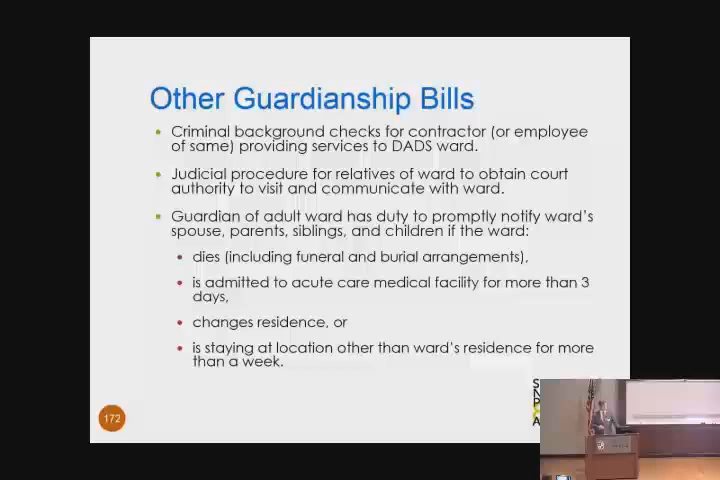 Other Guardianship Bills
• Criminal background checks for contractor (or employee
of same) providing services to DADS ward.
• Judicial procedure for relatives of ward to obtain court
authority to visit and communicate with ward.
• Guardian of adult ward has duty to promptly notify ward's
spouse, parents, siblings, and children if the ward:
• dies (including funeral and burial arrangements),
• is admitted to acute care medical facility for more than 3
days,
• changes residence, or
• is staying at location other than ward's residence for more
than a week.
172